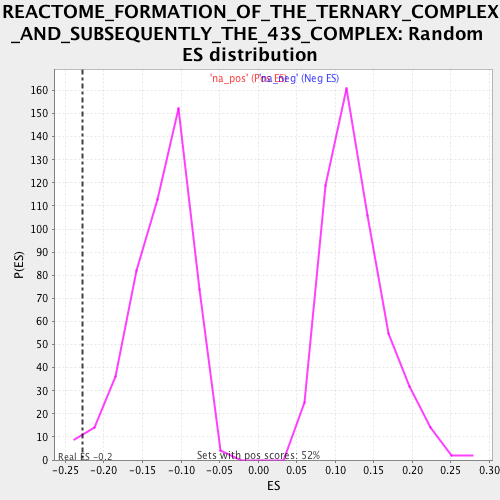 REACTOME_FORMATION_OF_THE_TERNARY_COMPLEX
_AND_SUBSEQUENTLY_THE_43S_COMPLEX: Random
ES distribution
'na_pos' (Pos ES) 'na_neg' (Neg ES)
160
150
140
130
120
110
100
90
80
70
60
50
40
30
20
10
0
P(ES)
Real ES -0.2
Sets with pos scores: 52%
-0.25 -0.20 -0.15 -0.10 -0.05 0.00 0.05 0.10 0.15 0.20 0.25 0.30
ES